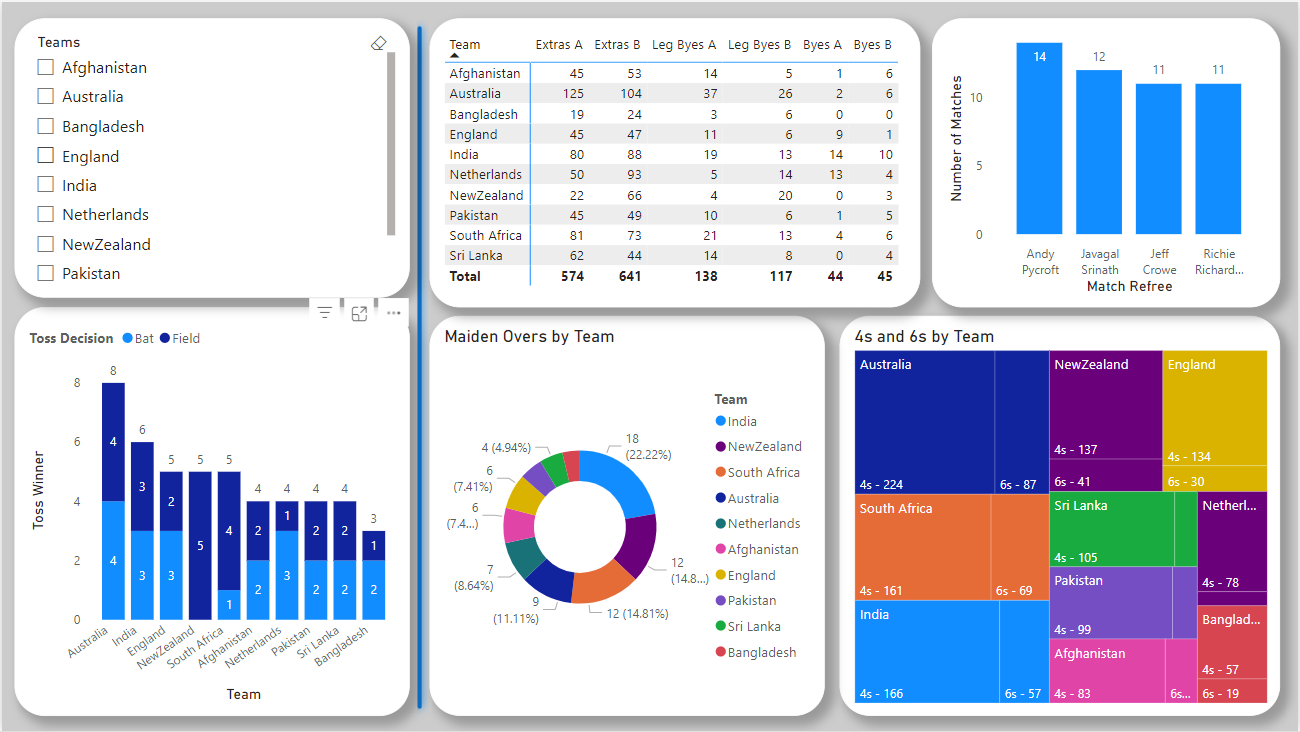 Teams
Afghanistan
Australia
Bangladesh
England
India
Netherlands
NewZealand
Pakistan
Team Extras A Extras B Leg Byes A Leg Byes B Byes A Byes B
Afghanistan 45 53 14 5 1 6
Australia 125 104 37 26 2 6
Bangladesh 19 24 3 6 0 0
England 45 47 11 6 9 1
India 80 88 19 13 14 10
Netherlands 50 93 5 14 13 4
NewZealand 22 66 4 20 0 3
Pakistan 45 49 10 6 1 5
South Africa 81 73 21 13 4 6
Sri Lanka 62 44 14 8 0 4
Total 574 641 138 117 44 45
Number of Matches
10
5
0
14
12
11
11
Andy Pycroft
Javagal Srinath
Jeff Crowe
Richie Richard...
Match Refree
Toss Decision Bat Field
Toss Winner
8
6
4
2
0
8
4
4
6
3
3
5
2
3
5
5
5
4
1
4
2
2
4
1
3
4
2
2
4
2
2
3
1
2
Australia
India
England
NewZealand
South Africa
Afghanistan
Netherlands
Pakistan
Sri Lanka
Bangladesh
Team
Maiden Overs by Team
18
(22.22%)
12
(14.8...)
12 (14.81%)
9
(11.11%)
7
(8.64%)
6
(7.4...)
6
(7.41%)
4 (4.94%)
Team
India
NewZealand
South Africa
Australia
Netherlands
Afghanistan
England
Pakistan
Sri Lanka
Bangladesh
4s and 6s by Team
Australia
4s - 224
6s - 87
South Africa
4s - 161
6s - 69
India
4s - 166
6s - 57
NewZealand
4s - 137
6s - 41
England
4s - 134
6s - 30
Sri Lanka
4s - 105
Pakistan
4s - 99
Afghanistan
4s - 83
6s...
Netherl...
4s - 78
Banglad...
4s - 57
6s - 19